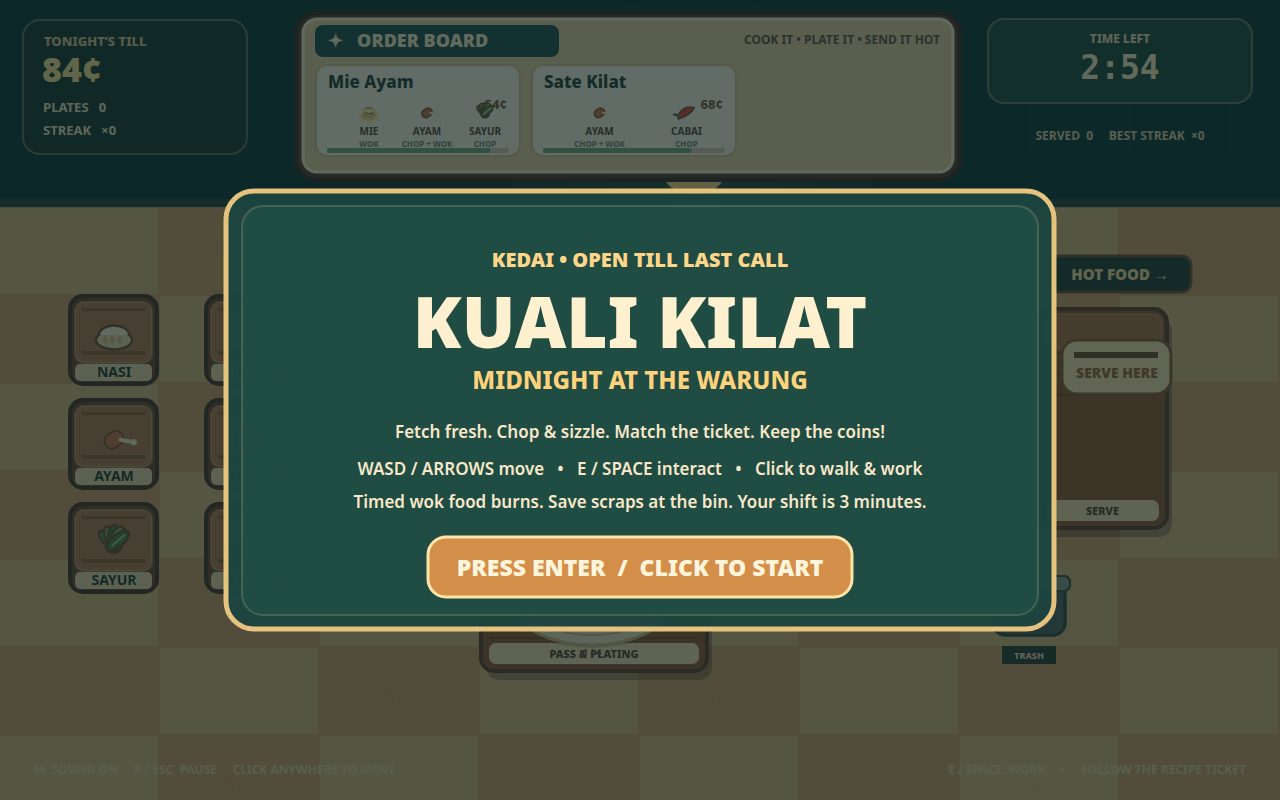 TONIGHT'S TILL
84¢
PLATES 0
STREAK ×0
✦ ORDER BOARD
COOK IT • PLATE IT • SEND IT HOT
Mie Ayam
54¢
MIE AYAM SAYUR
WOK CHOP + WOK CHOP
Sate Kilat
68¢
AYAM CABAI
CHOP + WOK CHOP
TIME LEFT
2:54
SERVED 0 BEST STREAK ×0
KEDAI • OPEN TILL LAST CALL
KUALI KILAT
MIDNIGHT AT THE WARUNG
Fetch fresh. Chop & sizzle. Match the ticket. Keep the coins!
WASD / ARROWS move • E / SPACE interact • Click to walk & work
Timed wok food burns. Save scraps at the bin. Your shift is 3 minutes.
PRESS ENTER / CLICK TO START
HOT FOOD →
SERVE HERE
SERVE
NASI
AYAM
SAYUR
PASS & PLATING
TRASH
M SOUND ON P / ESC PAUSE CLICK ANYWHERE TO MOVE
E / SPACE: WORK • FOLLOW THE RECIPE TICKET